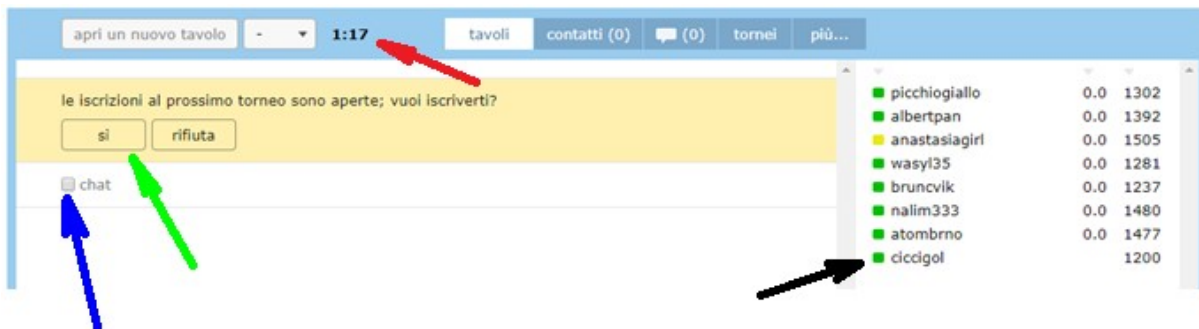 apri un nuovo tavolo - 1:17 tavoli contatti (0) (0) tornei più...
le iscrizioni al prossimo torneo sono aperte; vuoi iscriverti?
sì rifiuta
chat
picchiogiallo 0.0 1302
albertpan 0.0 1392
anastasiagirl 0.0 1505
wasyl35 0.0 1281
bruncvik 0.0 1237
nalim333 0.0 1480
atombrno 0.0 1477
ciccigol 1200